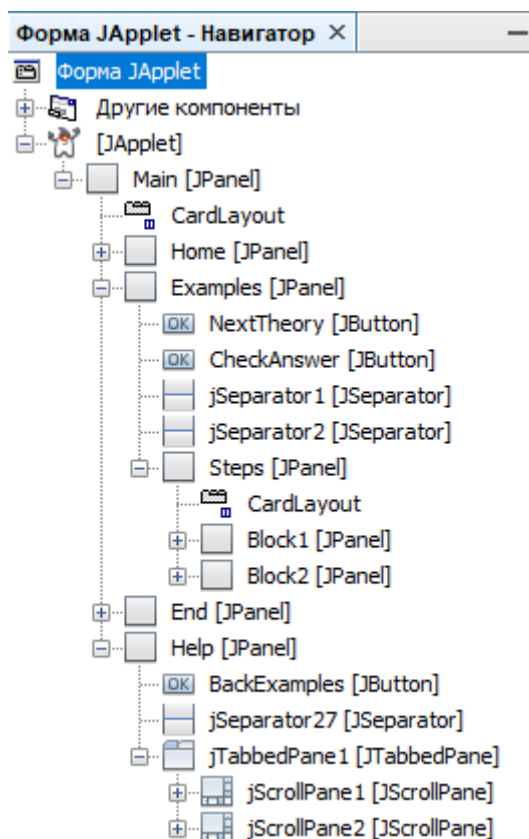 Форма JApplet - Навигатор
Форма JApplet
Другие компоненты
[JApplet]
Main [JPanel]
CardLayout
Home [JPanel]
Examples [JPanel]
OK NextTheory [JButton]
OK CheckAnswer [JButton]
jSeparator1 [JSeparator]
jSeparator2 [JSeparator]
Steps [JPanel]
CardLayout
Block1 [JPanel]
Block2 [JPanel]
End [JPanel]
Help [JPanel]
OK BackExamples [JButton]
jSeparator27 [JSeparator]
jTabbedPane1 [JTabbedPane]
jScrollPane1 [JScrollPane]
jScrollPane2 [JScrollPane]